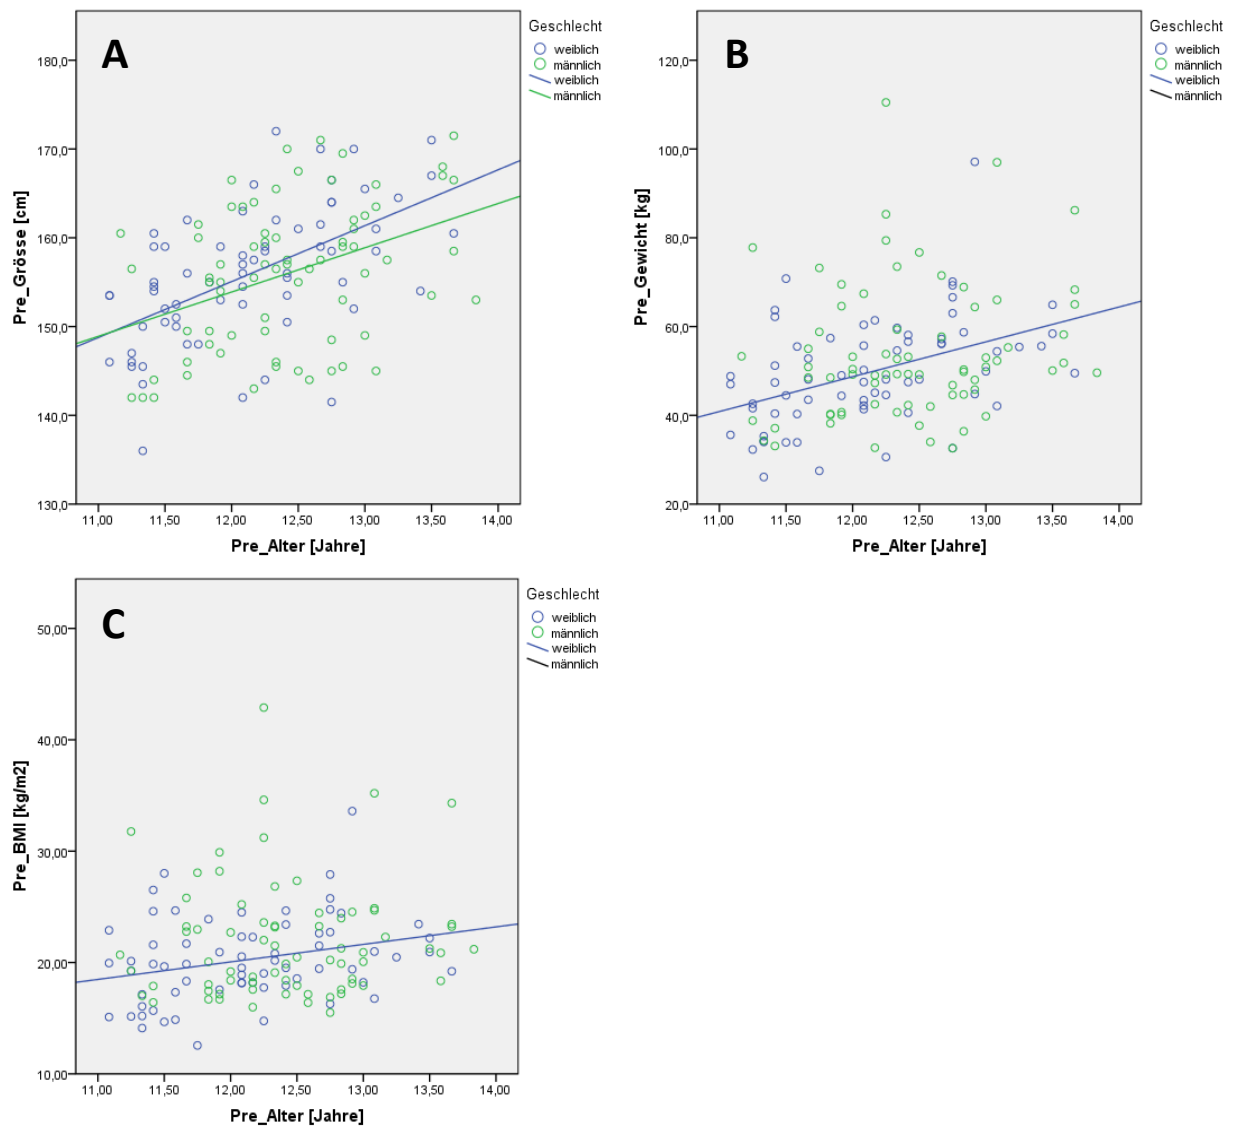 A
Geschlecht
weiblich
männlich
weiblich
männlich
180,0
170,0
160,0
150,0
140,0
130,0
Pre_Grösse [cm]
11,00 11,50 12,00 12,50 13,00 13,50 14,00
Pre_Alter [Jahre]
B
Geschlecht
weiblich
männlich
weiblich
männlich
120,0
100,0
80,0
60,0
40,0
20,0
Pre_Gewicht [kg]
11,00 11,50 12,00 12,50 13,00 13,50 14,00
Pre_Alter [Jahre]
C
Geschlecht
weiblich
männlich
weiblich
männlich
50,00
40,00
30,00
20,00
10,00
Pre_BMI [kg/m2]
11,00 11,50 12,00 12,50 13,00 13,50 14,00
Pre_Alter [Jahre]